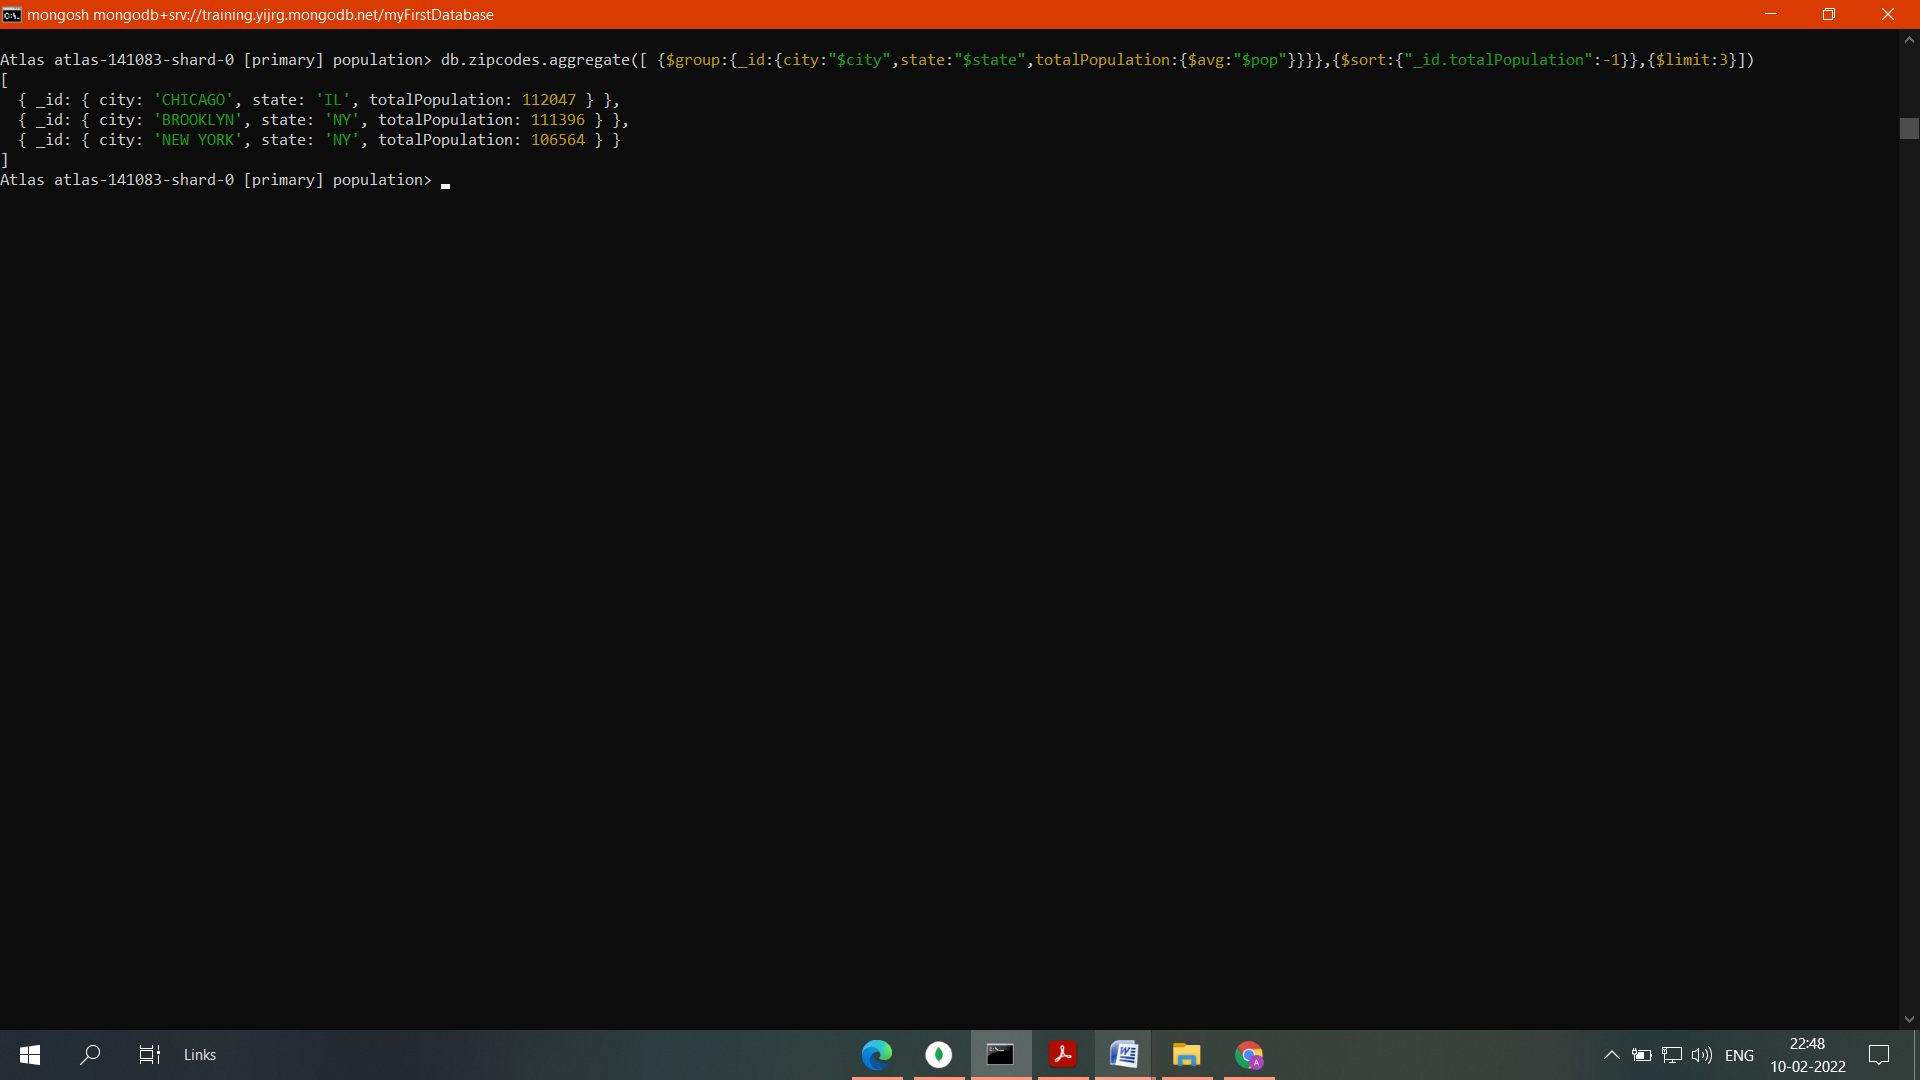 mongosh mongodb+srv://training.yijrg.mongodb.net/myFirstDatabase
Atlas atlas-141083-shard-0 [primary] population> db.zipcodes.aggregate([ {$group:{_id:{city:"$city",state:"$state",totalPopulation:{$avg:"$pop"}}}},{$sort:{"_id.totalPopulation":-1}},{$limit:3}])
[
  { _id: { city: 'CHICAGO', state: 'IL', totalPopulation: 112047 } },
  { _id: { city: 'BROOKLYN', state: 'NY', totalPopulation: 111396 } },
  { _id: { city: 'NEW YORK', state: 'NY', totalPopulation: 106564 } }
]
Atlas atlas-141083-shard-0 [primary] population>
Links
ENG
22:48
10-02-2022